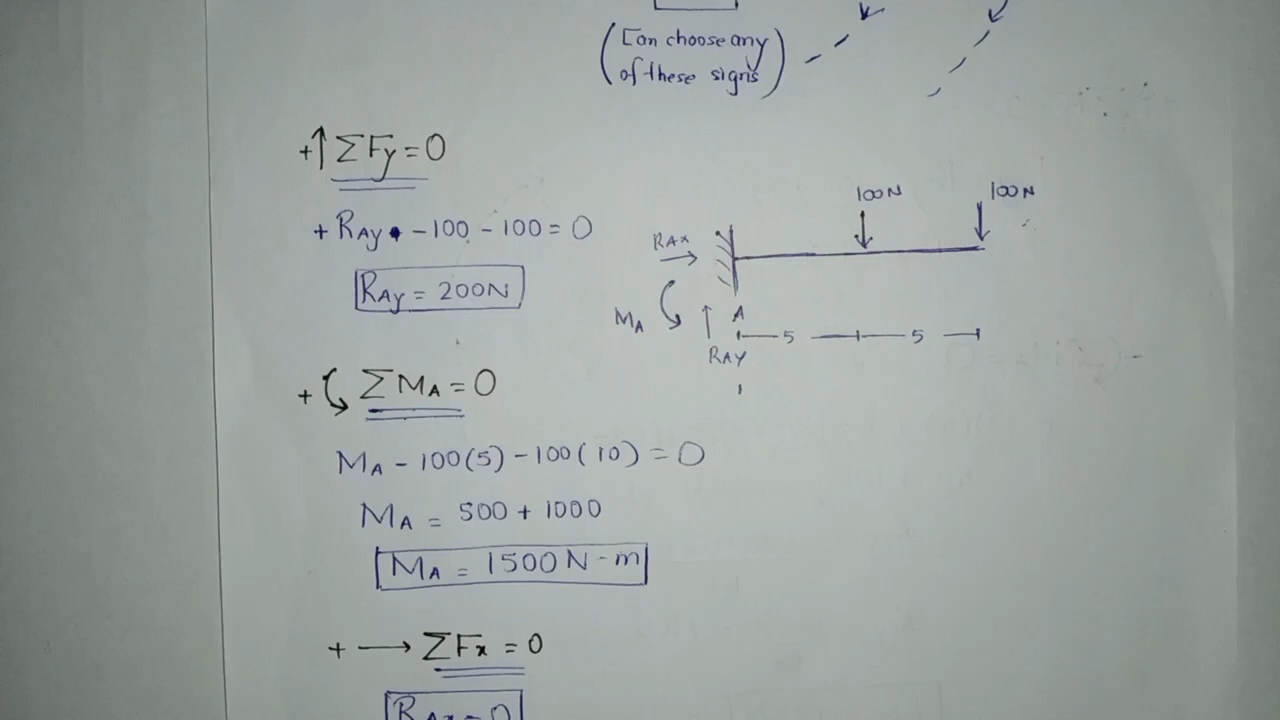 (Can choose any
of these signs)
+↑ ΣFy = 0
+ RAy - 100 - 100 = 0
RAy = 200N
100N
100N
RAx
MA
A
5
5
RAY
+ ΣMA = 0
MA - 100(5) - 100(10) = 0
MA = 500 + 1000
MA = 1500 N-m
+ → ΣFx = 0
RAx = 0